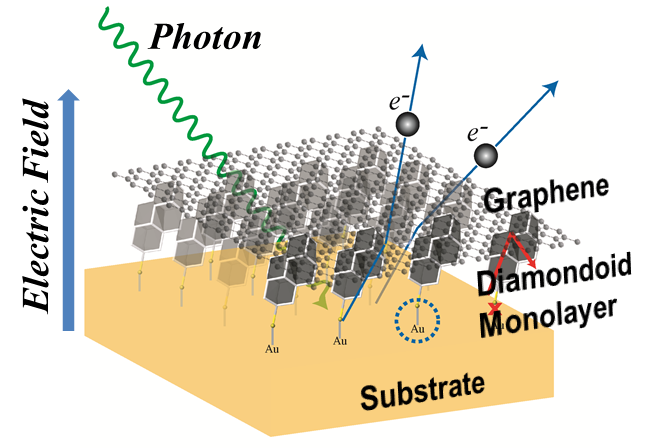 Photon
Electric Field
e-
e-
Graphene
Diamondoid
Monolayer
Au
Au
Au
Substrate